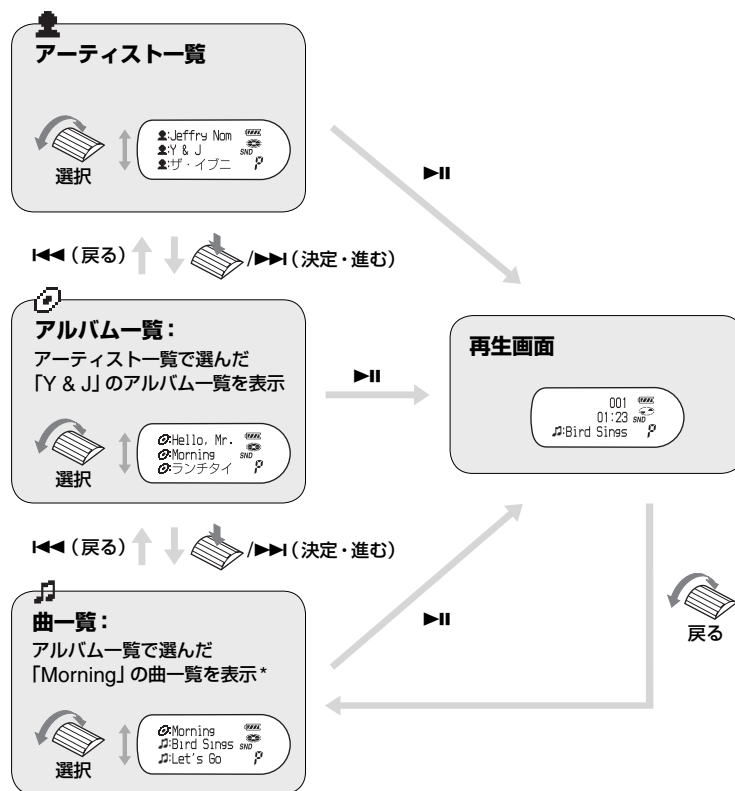 アーティスト一覧
選択
:Jeffry Nom
:Y & J
SND
:ザ・イブニ
▶II
I◀◀（戻る）
/▶▶I（決定・進む）
アルバム一覧：
アーティスト一覧で選んだ
「Y & J」のアルバム一覧を表示
選択
:Hello, Mr.
:Morning
SND
:ランチタイ
▶II
再生画面
001
01:23 SND
♫:Bird Sings
I◀◀（戻る）
/▶▶I（決定・進む）
曲一覧：
アルバム一覧で選んだ
「Morning」の曲一覧を表示*
選択
:Morning
♫:Bird Sings SND
♫:Let's Go
▶II
戻る